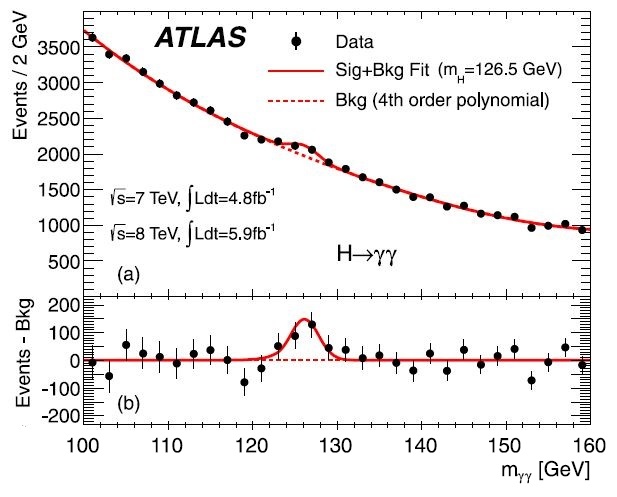 ATLAS
Data
Sig+Bkg Fit (mH=126.5 GeV)
Bkg (4th order polynomial)
Events / 2 GeV
3500
3000
2500
2000
1500
1000
500
√s=7 TeV, ∫Ldt=4.8fb-1
√s=8 TeV, ∫Ldt=5.9fb-1
H→γγ
(a)
Events - Bkg
200
100
0
-100
-200
(b)
100 110 120 130 140 150 160
mγγ [GeV]